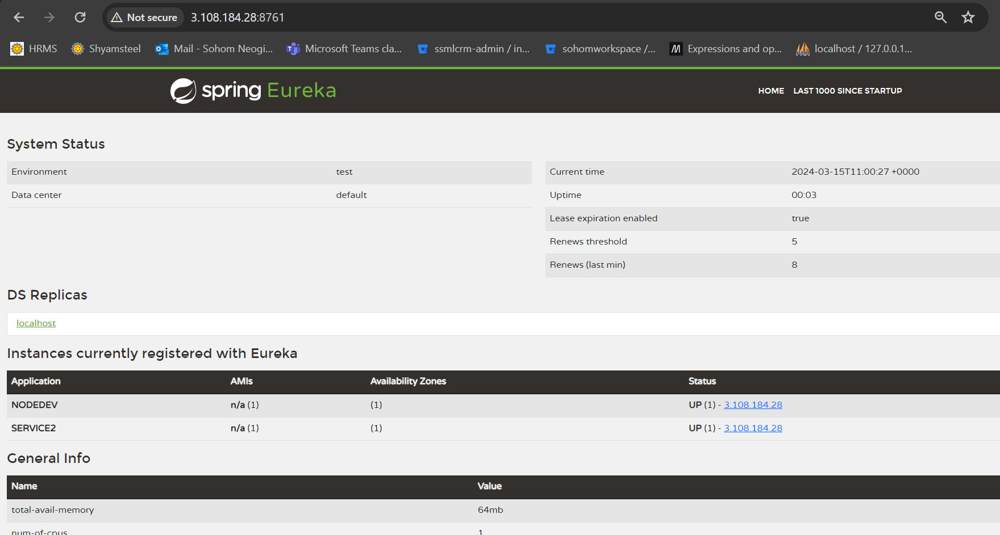 Not secure 3.108.184.28:8761
HRMS Shyamsteel Mail - Sohom Neogi... Microsoft Teams cla... ssmlcrm-admin / in... sohomworkspace /... Expressions and op... localhost / 127.0.0.1...
spring Eureka HOME LAST 1000 SINCE STARTUP
System Status
Environment test
Data center default
Current time 2024-03-15T11:00:27 +0000
Uptime 00:03
Lease expiration enabled true
Renews threshold 5
Renews (last min) 8
DS Replicas
localhost
Instances currently registered with Eureka
Application AMIs Availability Zones Status
NODEDEV n/a (1) (1) UP (1) - 3.108.184.28
SERVICE2 n/a (1) (1) UP (1) - 3.108.184.28
General Info
Name Value
total-avail-memory 64mb
num-of-cpus 1